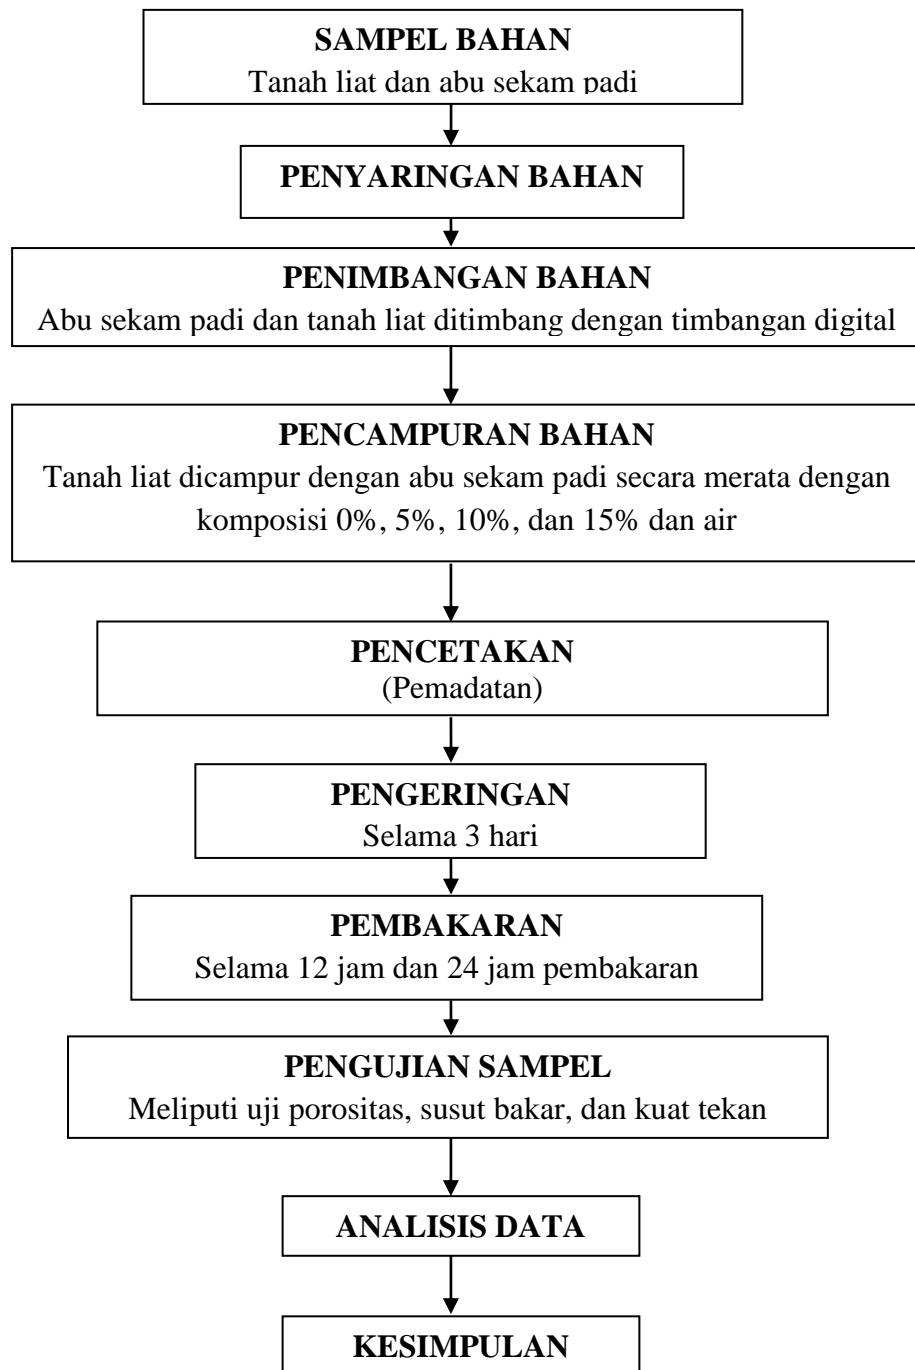 SAMPEL BAHAN
Tanah liat dan abu sekam padi
PENYARINGAN BAHAN
PENIMBANGAN BAHAN
Abu sekam padi dan tanah liat ditimbang dengan timbangan digital
PENCAMPURAN BAHAN
Tanah liat dicampur dengan abu sekam padi secara merata dengan
komposisi 0%, 5%, 10%, dan 15% dan air
PENCETAKAN
(Pemadatan)
PENGERINGAN
Selama 3 hari
PEMBAKARAN
Selama 12 jam dan 24 jam pembakaran
PENGUJIAN SAMPEL
Meliputi uji porositas, susut bakar, dan kuat tekan
ANALISIS DATA
KESIMPULAN